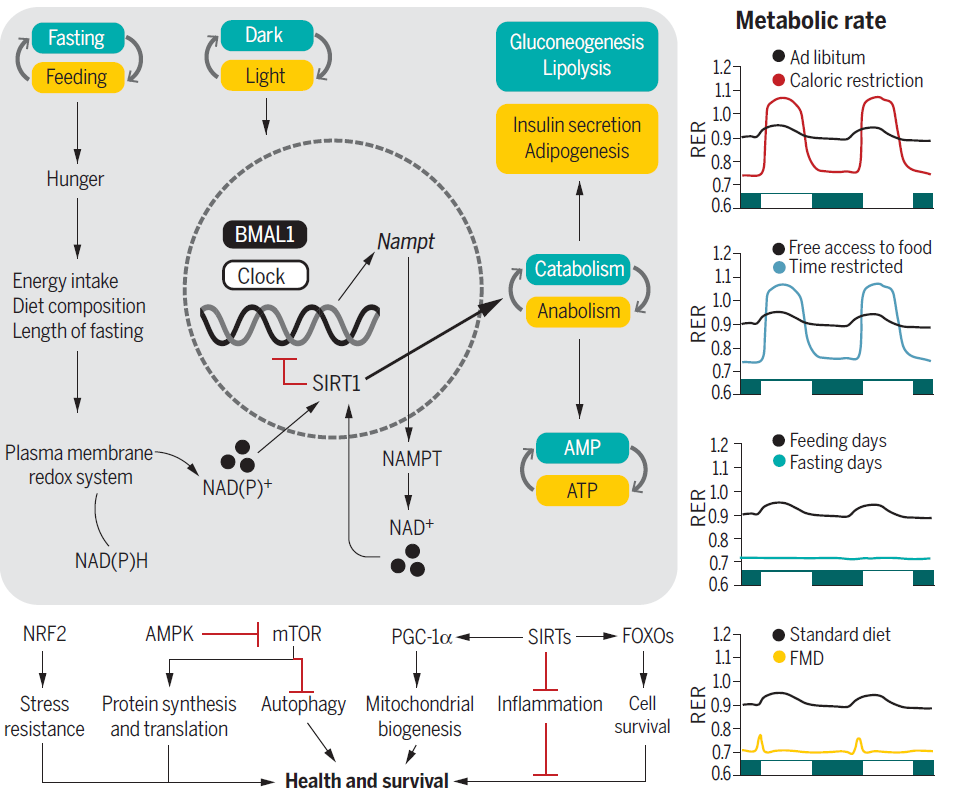 Fasting
Feeding
Dark
Light
Gluconeogenesis
Lipolysis
Insulin secretion
Adipogenesis
Hunger
Energy intake
Diet composition
Length of fasting
BMAL1
Clock
Nampt
Catabolism
Anabolism
SIRT1
Plasma membrane
redox system
NAD(P)+
NAD(P)H
NAMPT
NAD+
AMP
ATP
NRF2
AMPK
mTOR
PGC-1α
SIRTs
FOXOs
Stress
resistance
Protein synthesis
and translation
Autophagy
Mitochondrial
biogenesis
Inflammation
Cell
survival
Health and survival
Metabolic rate
Ad libitum
Caloric restriction
RER
1.2
1.1
1.0
0.9
0.8
0.7
0.6
Free access to food
Time restricted
RER
1.2
1.1
1.0
0.9
0.8
0.7
0.6
Feeding days
Fasting days
RER
1.2
1.1
1.0
0.9
0.8
0.7
0.6
Standard diet
FMD
RER
1.2
1.1
1.0
0.9
0.8
0.7
0.6